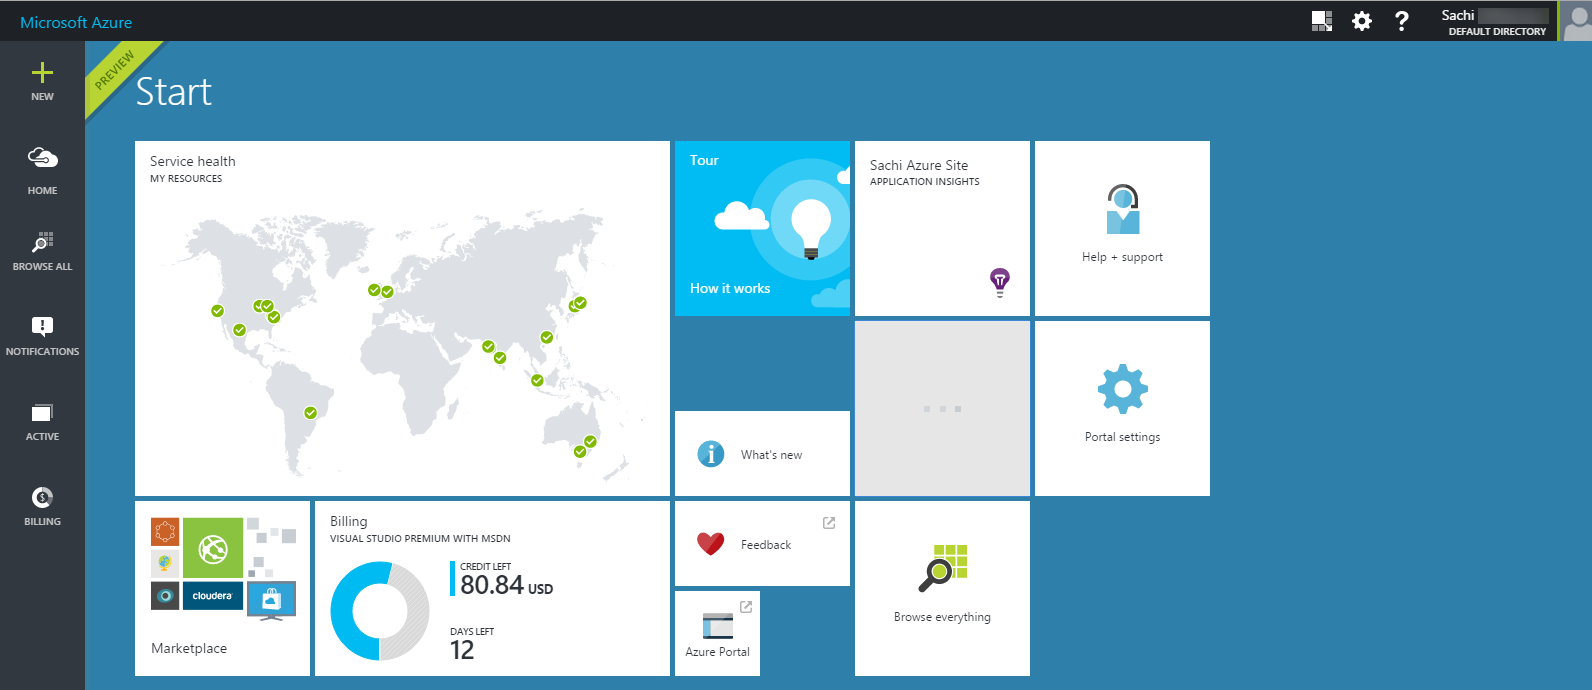 Microsoft Azure
Sachi
DEFAULT DIRECTORY
PREVIEW
Start
NEW
HOME
BROWSE ALL
NOTIFICATIONS
ACTIVE
BILLING
Service health
MY RESOURCES
Tour
How it works
Sachi Azure Site
APPLICATION INSIGHTS
Help + support
What's new
Portal settings
cloudera
Marketplace
Billing
VISUAL STUDIO PREMIUM WITH MSDN
CREDIT LEFT
80.84 USD
DAYS LEFT
12
Feedback
Azure Portal
Browse everything